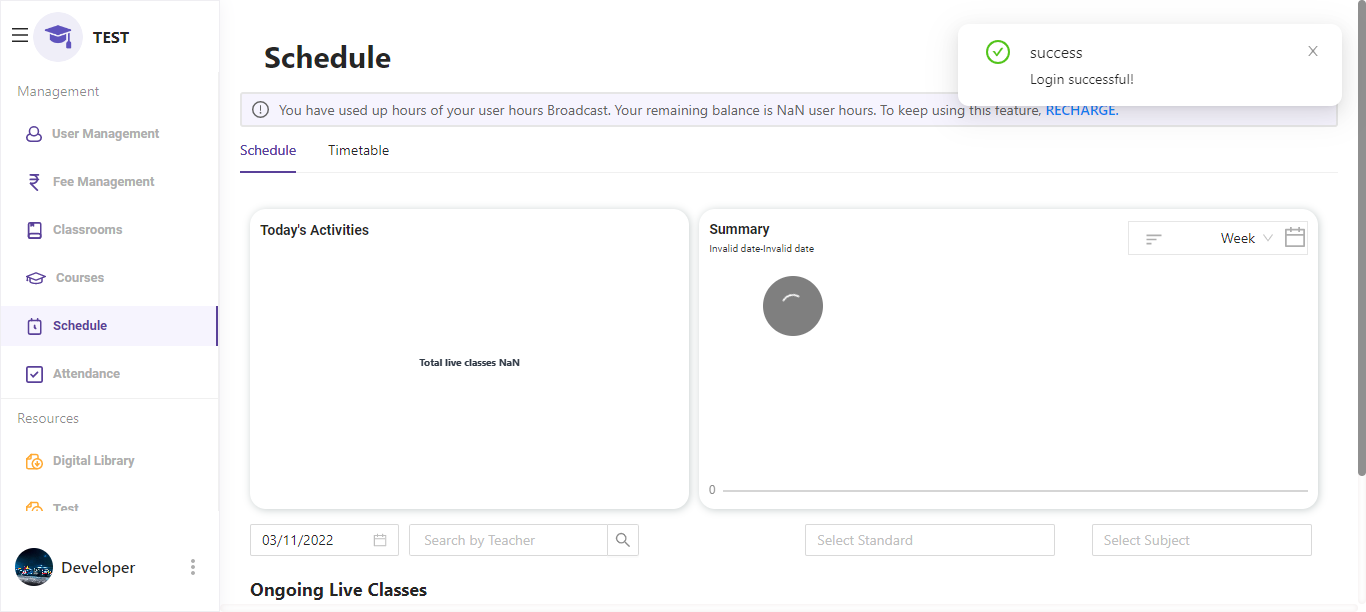 TEST
Management
User Management
Fee Management
Classrooms
Courses
Schedule
Attendance
Resources
Digital Library
Test
Developer
Schedule
success
Login successful!
You have used up hours of your user hours Broadcast. Your remaining balance is NaN user hours. To keep using this feature, RECHARGE.
Schedule Timetable
Today's Activities
Total live classes NaN
Summary
Invalid date-Invalid date
Week
0
03/11/2022 Search by Teacher Select Standard Select Subject
Ongoing Live Classes